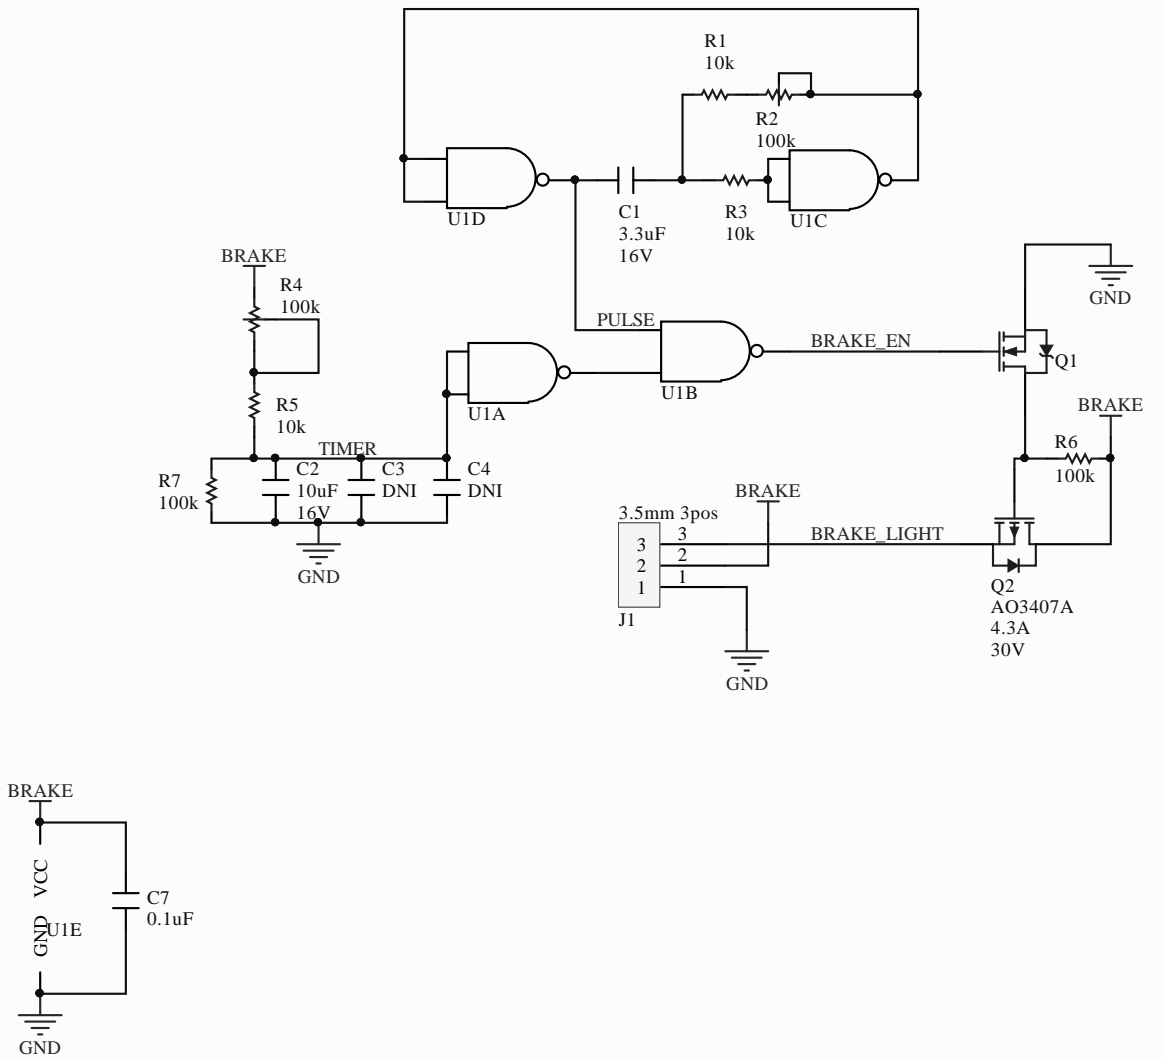 R1
10k
R2
100k
U1D
C1
3.3uF
16V
R3
10k
U1C
BRAKE
R4
100k
GND
PULSE
BRAKE_EN
Q1
U1B
U1A
R5
10k
BRAKE
TIMER
R6
100k
R7
100k
C2
10uF
16V
C3
DNI
C4
DNI
GND
BRAKE
3.5mm 3pos
3 3
2 2
1 1
J1
BRAKE_LIGHT
Q2
AO3407A
4.3A
30V
GND
BRAKE
VCC
GND
U1E
C7
0.1uF
GND